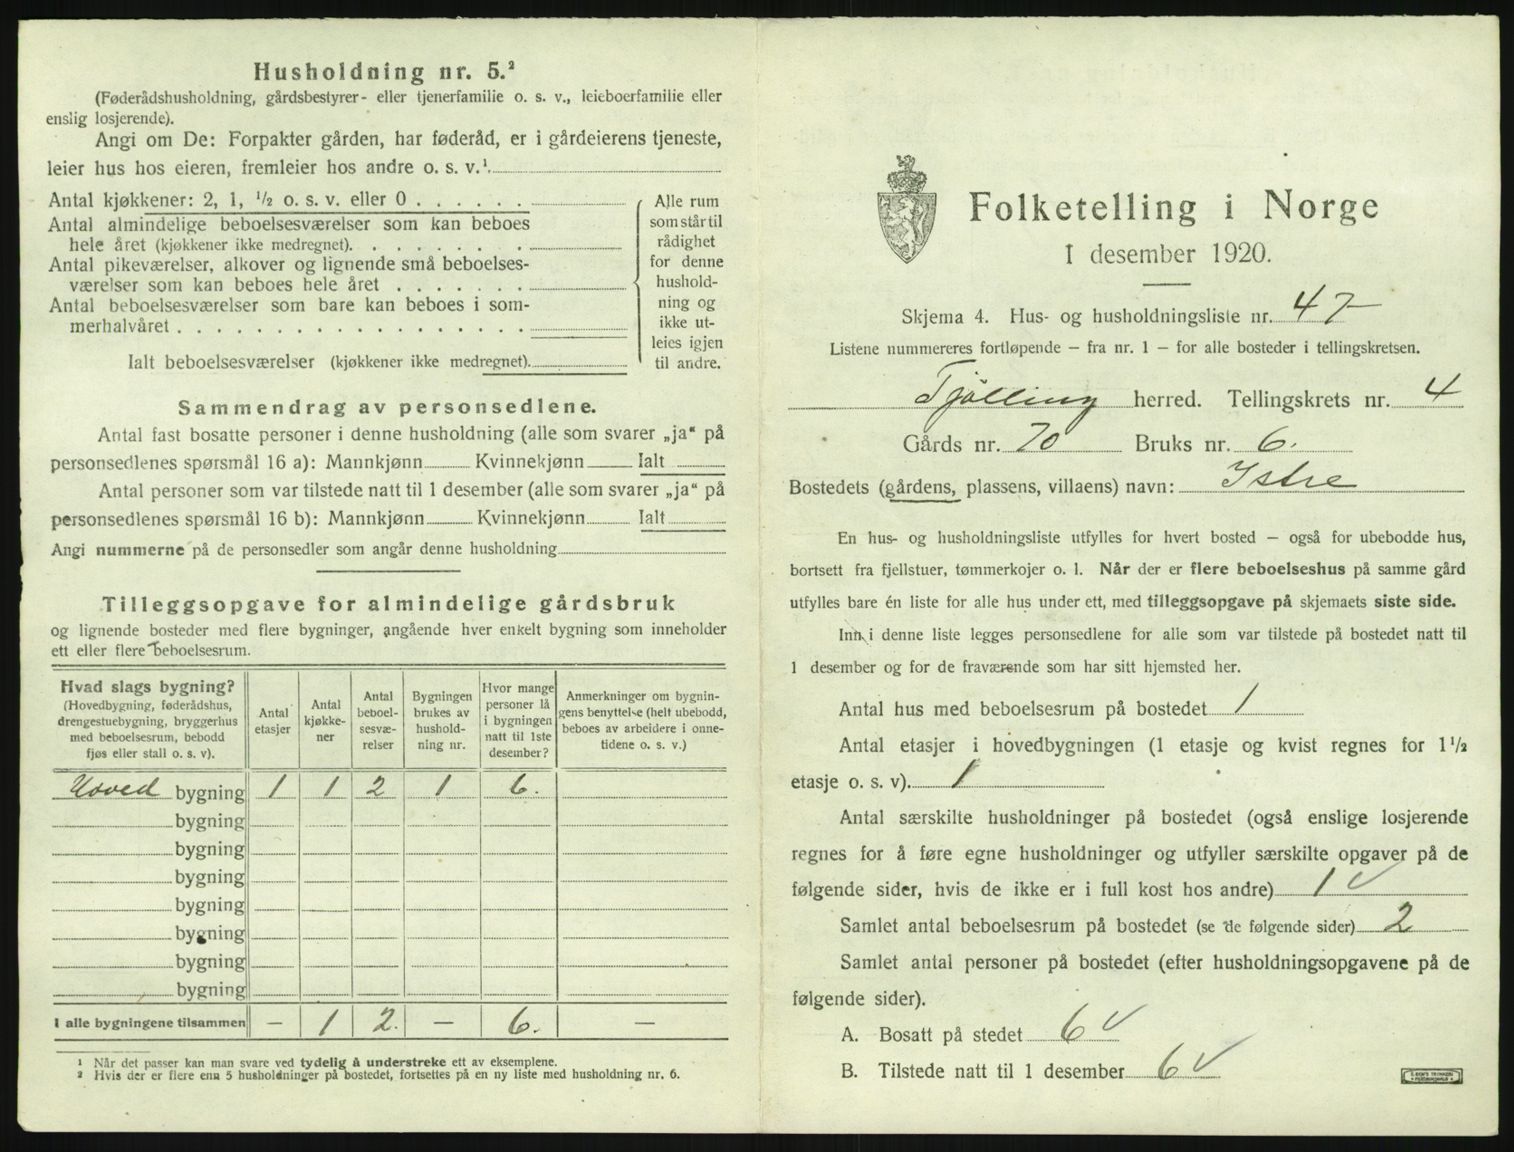 Husholdning nr. 5.²
(Føderådshusholdning, gårdsbestyrer- eller tjenerfamilie o. s. v., leieboerfamilie eller
enslig losjerende).
Angi om De: Forpakter gården, har føderåd, er i gårdeierens tjeneste,
leier hus hos eieren, fremleier hos andre o. s. v.¹
Antal kjøkkener: 2, 1, ½ o. s. v. eller 0 . . . . . .
Antal almindelige beboelsesværelser som kan beboes
hele året (kjøkkener ikke medregnet). . . . . . . .
Antal pikeværelser, alkover og lignende små beboelses-
værelser som kan beboes hele året . . . . . . .
Antal beboelsesværelser som bare kan beboes i som-
merhalvåret . . . . . . . . . . . . . . . . . .
Ialt beboelsesværelser (kjøkkener ikke medregnet).
Alle rum
som står til
rådighet
for denne
hushold-
ning og
ikke ut-
leies igjen
til andre.
Sammendrag av personsedlene.
Antal fast bosatte personer i denne husholdning (alle som svarer „ja“ på
personsedlenes spørsmål 16 a): Mannkjønn Kvinnekjønn Ialt
Antal personer som var tilstede natt til 1 desember (alle som svarer „ja“ på
personsedlenes spørsmål 16 b): Mannkjønn Kvinnekjønn Ialt
Angi nummerne på de personsedler som angår denne husholdning
Tilleggsopgave for almindelige gårdsbruk
og lignende bosteder med flere bygninger, angående hver enkelt bygning som inneholder
ett eller flere beboelsesrum.
Hvad slags bygning?
(Hovedbygning, føderådshus,
drengestuebygning, bryggerhus
med beboelsesrum, bebodd
fjøs eller stall o. s. v).
Antal
etasjer
Antal
kjøkke-
ner
Antal
beboel-
sesvæ-
relser
Bygningen
brukes av
hushold-
ning nr.
Hvor mange
personer lå
i bygningen
natt til 1ste
desember?
Anmerkninger om bygnin-
gens benyttelse (helt ubebodd,
beboes av arbeidere i onne-
tidene o. s. v.)
Hoved bygning 1 1 2 1 6.
bygning
bygning
bygning
bygning
bygning
bygning
bygning
I alle bygningene tilsammen — 1 2. — 6. —
¹ Når det passer kan man svare ved tydelig å understreke ett av eksemplene.
² Hvis der er flere enn 5 husholdninger på bostedet, fortsettes på en ny liste med husholdning nr. 6.
Folketelling i Norge
1 desember 1920.
Skjema 4. Hus- og husholdningsliste nr. 47
Listene nummereres fortløpende — fra nr. 1 — for alle bosteder i tellingskretsen.
Tjølling herred. Tellingskrets nr. 4
Gårds nr. 70 Bruks nr. 6.
Bostedets (gårdens, plassens, villaens) navn: Istre
En hus- og husholdningsliste utfylles for hvert bosted — også for ubebodde hus,
bortsett fra fjellstuer, tømmerkojer o. l. Når der er flere beboelseshus på samme gård
utfylles bare én liste for alle hus under ett, med tilleggsopgave på skjemaets siste side.
Inn i denne liste legges personsedlene for alle som var tilstede på bostedet natt til
1 desember og for de fraværende som har sitt hjemsted her.
Antal hus med beboelsesrum på bostedet 1
Antal etasjer i hovedbygningen (1 etasje og kvist regnes for 1½
etasje o. s. v). 1
Antal særskilte husholdninger på bostedet (også enslige losjerende
regnes for å føre egne husholdninger og utfyller særskilte opgaver på de
følgende sider, hvis de ikke er i full kost hos andre) 1 ✓
Samlet antal beboelsesrum på bostedet (se de følgende sider) 2
Samlet antal personer på bostedet (efter husholdningsopgavene på de
følgende sider).
A. Bosatt på stedet 6 ✓
B. Tilstede natt til 1 desember 6 ✓